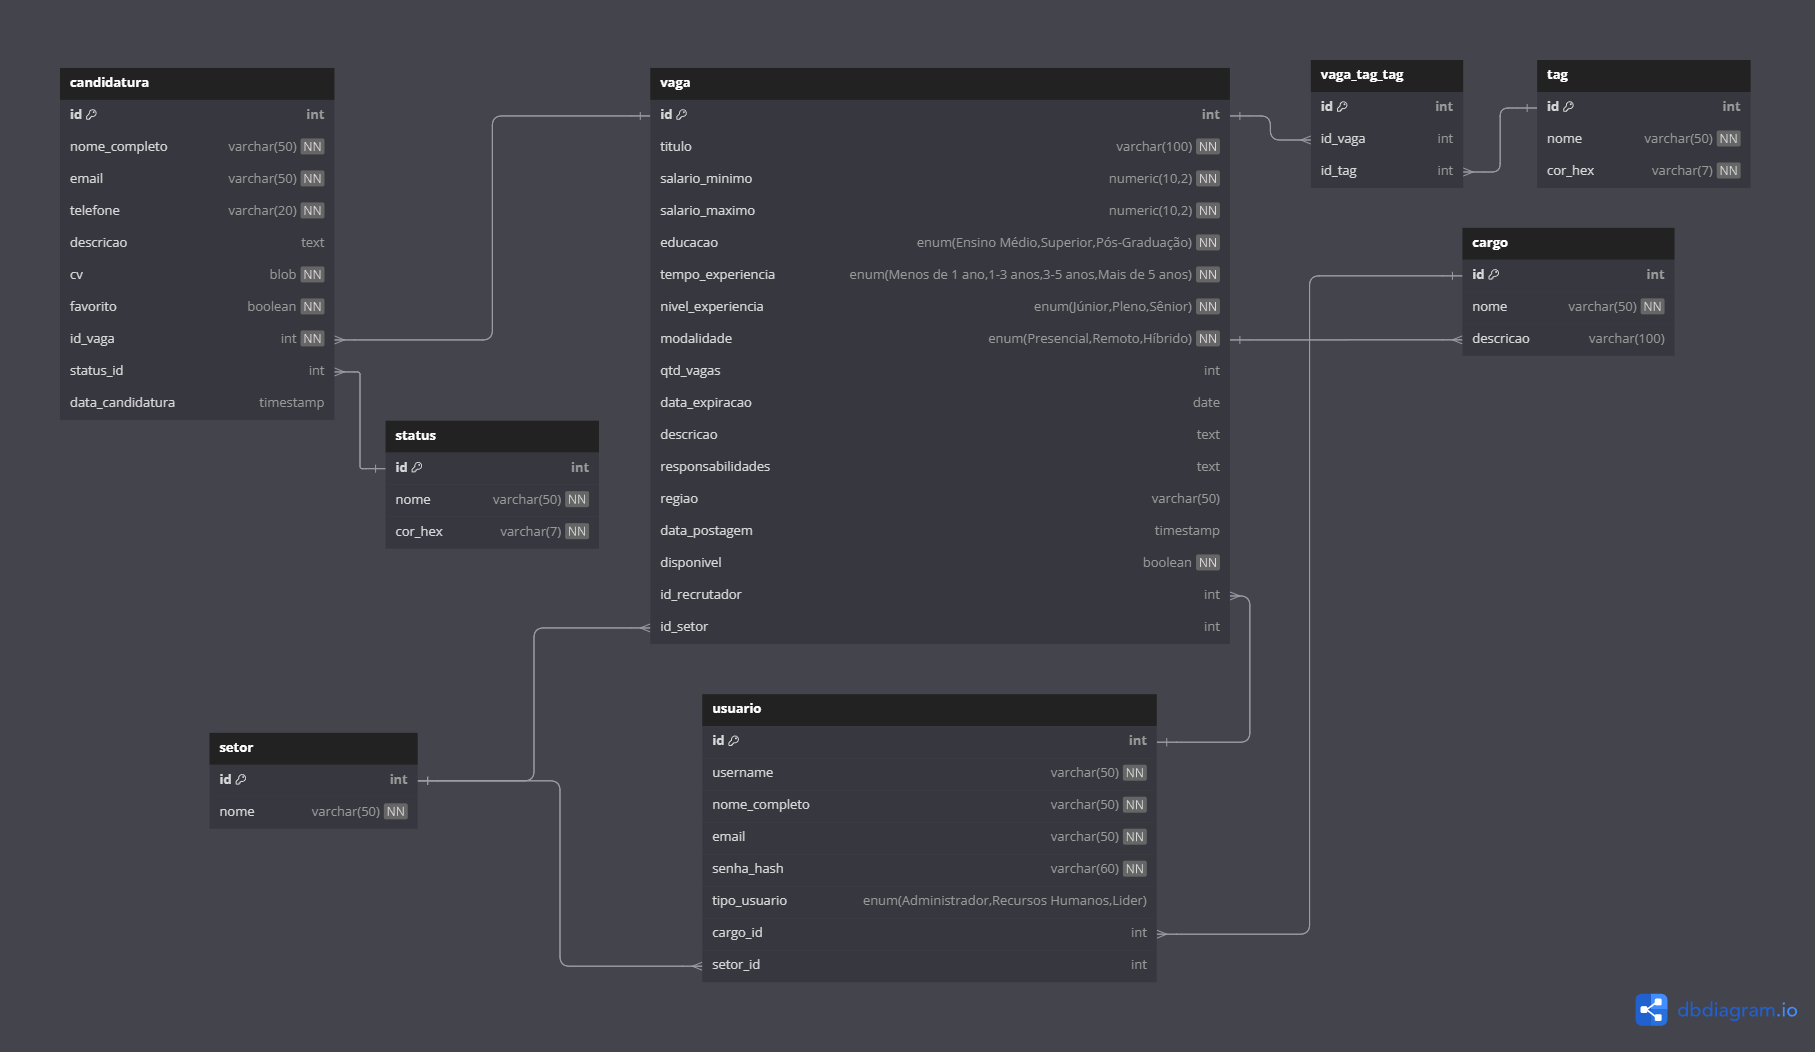 candidatura
id int
nome_completo varchar(50) NN
email varchar(50) NN
telefone varchar(20) NN
descricao text
cv blob NN
favorito boolean NN
id_vaga int NN
status_id int
data_candidatura timestamp
status
id int
nome varchar(50) NN
cor_hex varchar(7) NN
vaga
id int
titulo varchar(100) NN
salario_minimo numeric(10,2) NN
salario_maximo numeric(10,2) NN
educacao enum(Ensino Médio,Superior,Pós-Graduação) NN
tempo_experiencia enum(Menos de 1 ano,1-3 anos,3-5 anos,Mais de 5 anos) NN
nivel_experiencia enum(Júnior,Pleno,Sênior) NN
modalidade enum(Presencial,Remoto,Híbrido) NN
qtd_vagas int
data_expiracao date
descricao text
responsabilidades text
regiao varchar(50)
data_postagem timestamp
disponivel boolean NN
id_recrutador int
id_setor int
vaga_tag_tag
id int
id_vaga int
id_tag int
tag
id int
nome varchar(50) NN
cor_hex varchar(7) NN
cargo
id int
nome varchar(50) NN
descricao varchar(100)
setor
id int
nome varchar(50) NN
usuario
id int
username varchar(50) NN
nome_completo varchar(50) NN
email varchar(50) NN
senha_hash varchar(60) NN
tipo_usuario enum(Administrador,Recursos Humanos,Lider)
cargo_id int
setor_id int
dbdiagram.io